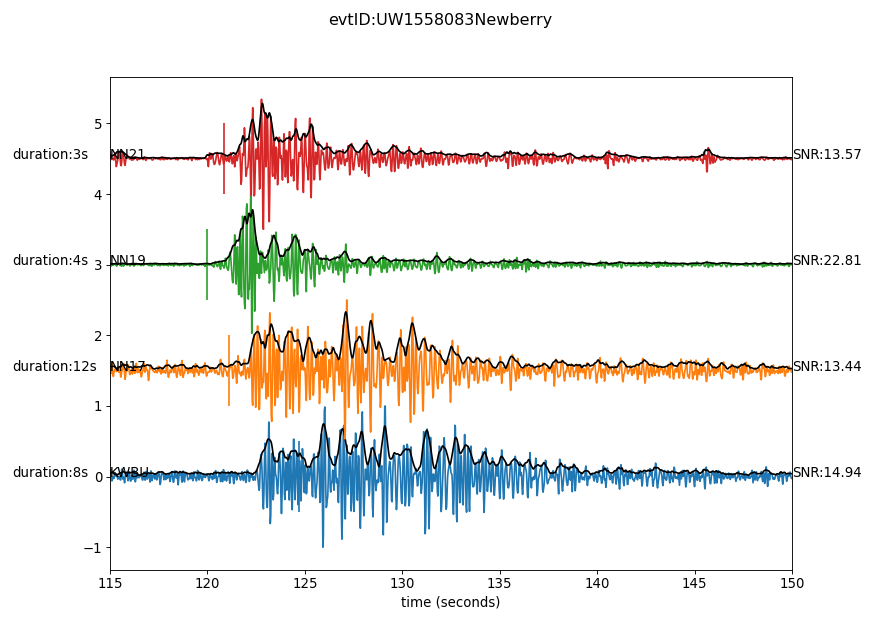 evtID:UW1558083Newberry
5
duration:3s NN21 SNR:13.57
4
duration:4s 3 NN19 SNR:22.81
2
duration:12s NN17 SNR:13.44
1
duration:8s 0 KWBU SNR:14.94
−1
115 120 125 130 135 140 145 150
time (seconds)